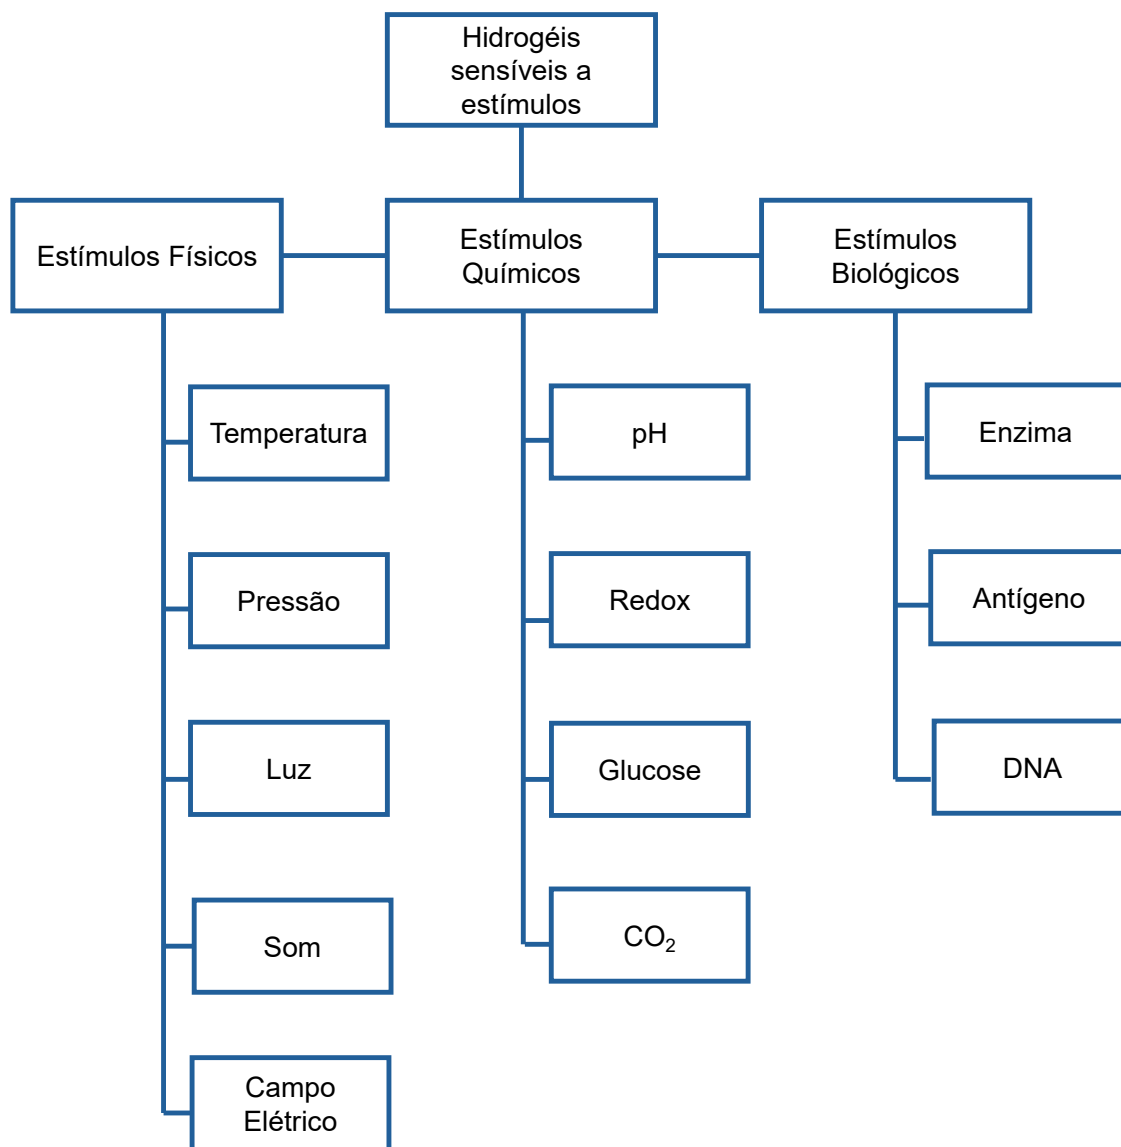 Hidrogéis
sensíveis a
estímulos
Estímulos Físicos
Estímulos
Químicos
Estímulos
Biológicos
Temperatura
Pressão
Luz
Som
Campo
Elétrico
pH
Redox
Glucose
CO₂
Enzima
Antígeno
DNA